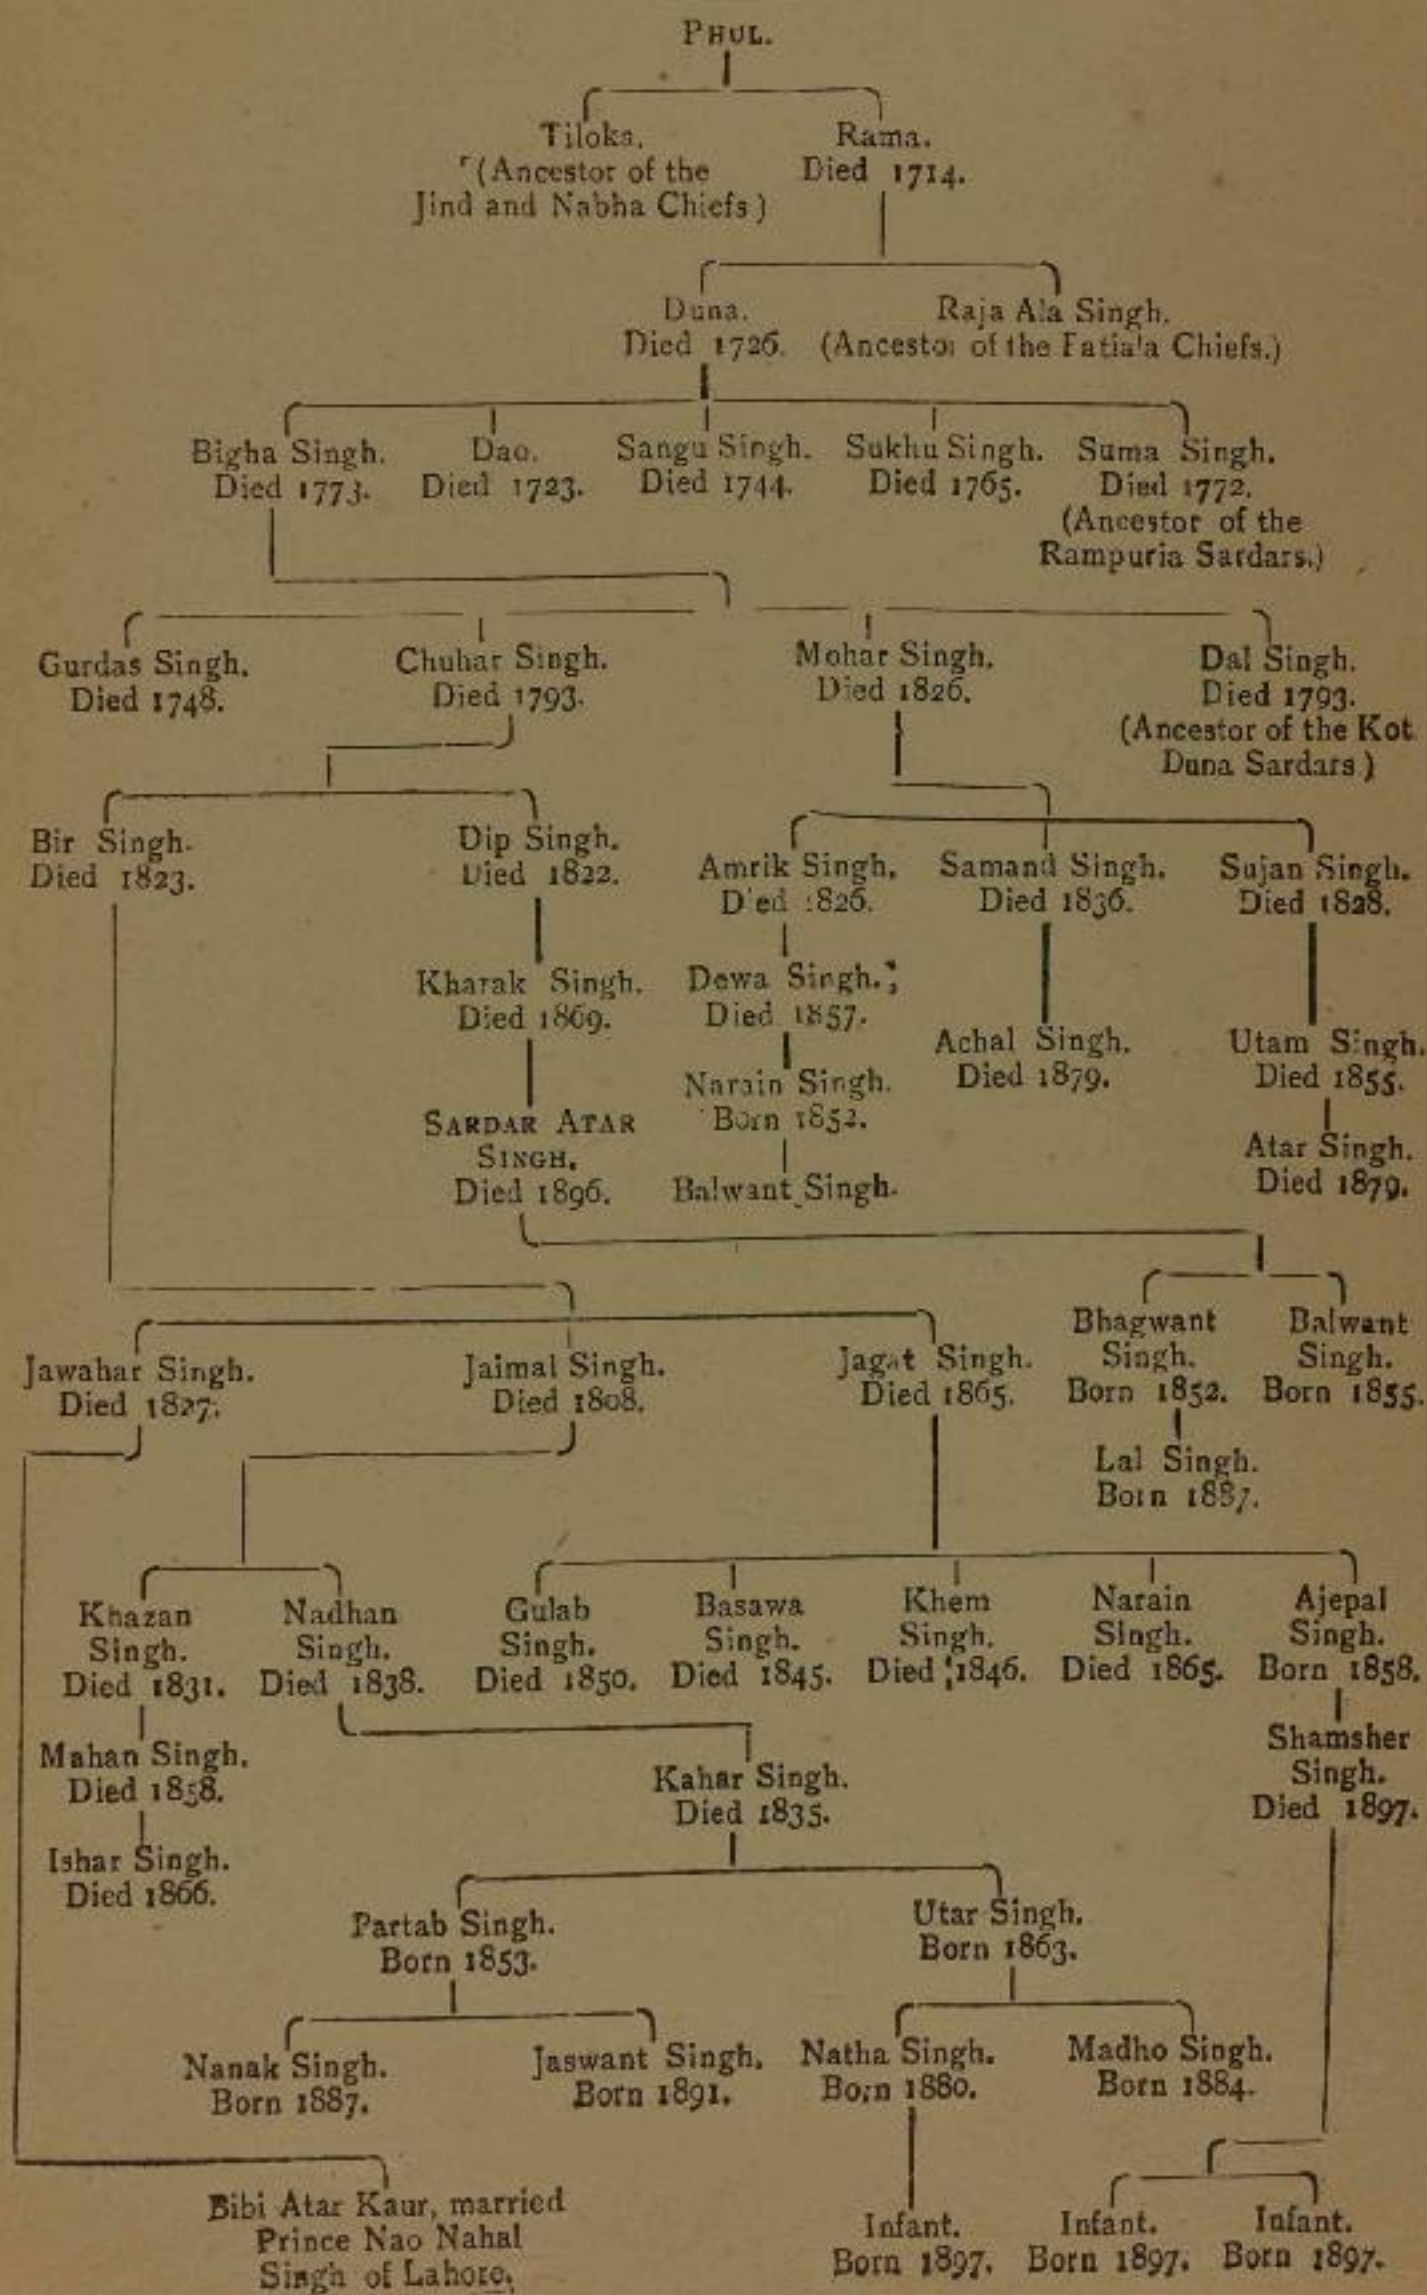 PHUL.
Tiloka. Rama.
(Ancestor of the Died 1714.
Jind and Nabha Chiefs)
Duna. Raja Ala Singh.
Died 1726. (Ancestor of the Patiala Chiefs.)
Bigha Singh. Dao. Sangu Singh. Sukhu Singh. Suma Singh.
Died 1773. Died 1723. Died 1744. Died 1765. Died 1772.
(Ancestor of the
Rampuria Sardars.)
Gurdas Singh. Chuhar Singh. Mohar Singh. Dal Singh.
Died 1748. Died 1793. Died 1826. Died 1793.
(Ancestor of the Kot
Duna Sardars)
Bir Singh. Dip Singh. Amrik Singh. Samand Singh. Sujan Singh.
Died 1823. Died 1822. Died 1826. Died 1836. Died 1828.
Kharak Singh. Dewa Singh.;
Died 1869. Died 1857.
Achal Singh. Utam Singh.
Died 1879. Died 1855.
SARDAR ATAR Narain Singh.
SINGH. Born 1852.
Died 1896. Balwant Singh.
Atar Singh.
Died 1879.
Bhagwant Balwant
Singh. Singh.
Born 1852. Born 1855.
Jawahar Singh. Jaimal Singh. Jagat Singh.
Died 1827. Died 1808. Died 1865.
Lal Singh.
Born 1887.
Khazan Nadhan Gulab Basawa Khem Narain Ajepal
Singh. Singh. Singh. Singh. Singh. Singh. Singh.
Died 1831. Died 1838. Died 1850. Died 1845. Died 1846. Died 1865. Born 1858.
Mahan Singh. Kahar Singh. Shamsher
Died 1858. Died 1835. Singh.
Died 1897.
Ishar Singh.
Died 1866.
Partab Singh. Utar Singh.
Born 1853. Born 1863.
Nanak Singh. Jaswant Singh. Natha Singh. Madho Singh.
Born 1887. Born 1891. Born 1880. Born 1884.
Bibi Atar Kaur, married
Prince Nao Nahal
Singh of Lahore.
Infant. Infant. Infant.
Born 1897. Born 1897. Born 1897.